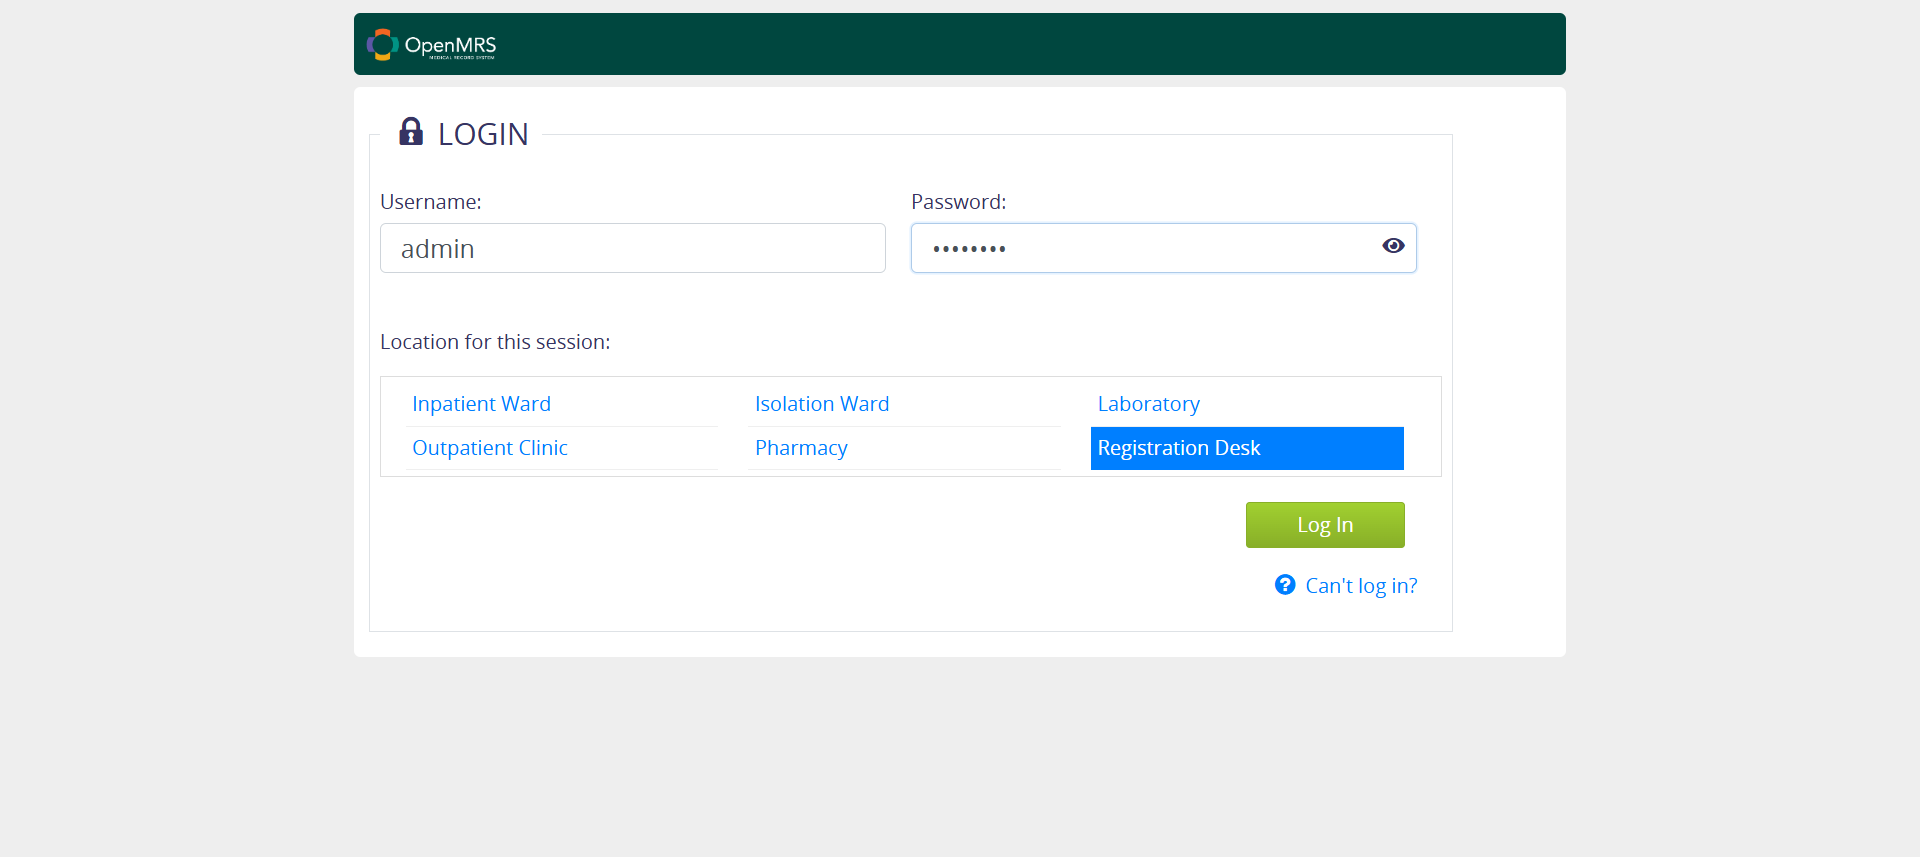 OpenMRS
MEDICAL RECORD SYSTEM
LOGIN
Username:
Password:
admin
••••••••
Location for this session:
Inpatient Ward
Isolation Ward
Laboratory
Outpatient Clinic
Pharmacy
Registration Desk
Log In
Can't log in?